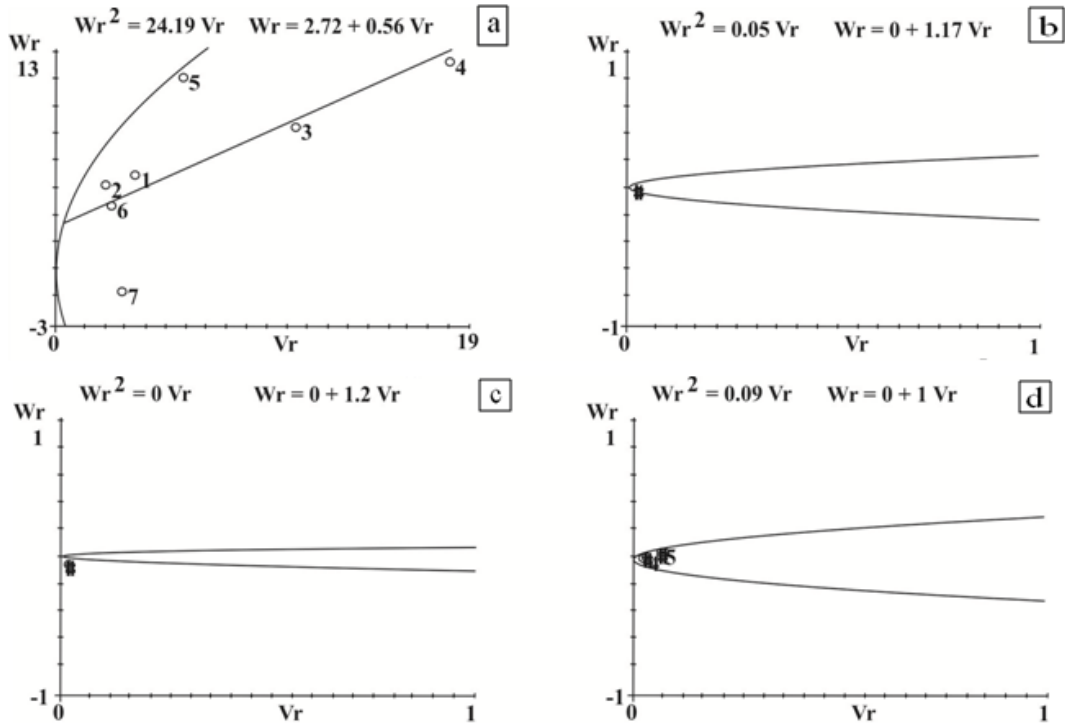 Wr² = 24.19 Vr Wr = 2.72 + 0.56 Vr a
Wr
13
4
5
3
1
2
6
7
-3
0 Vr 19
Wr² = 0.05 Vr Wr = 0 + 1.17 Vr b
Wr
1
#
-1
0 Vr 1
Wr² = 0 Vr Wr = 0 + 1.2 Vr c
Wr
1
#
-1
0 Vr 1
Wr² = 0.09 Vr Wr = 0 + 1 Vr d
Wr
1
#5
-1
0 Vr 1